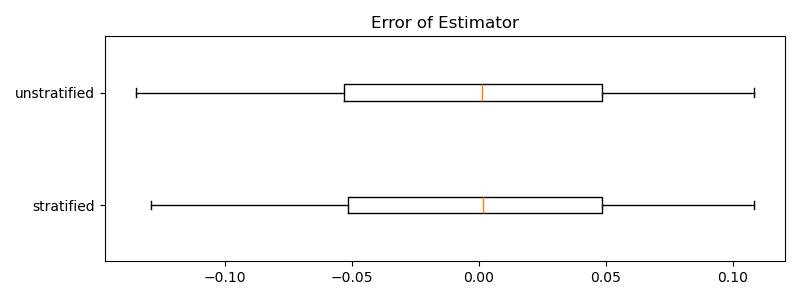 Error of Estimator
unstratified
stratified
−0.10
−0.05
0.00
0.05
0.10